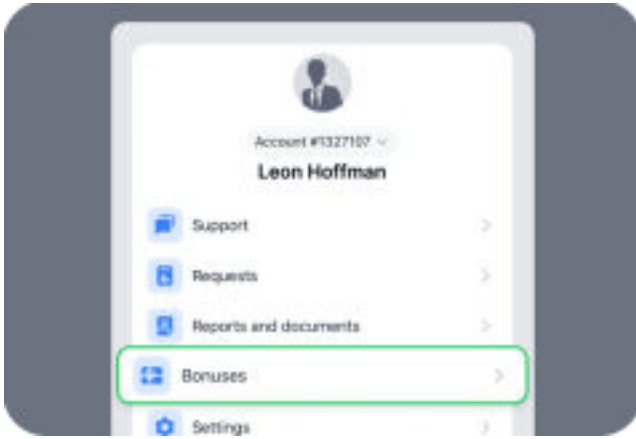 Account #1327107
Leon Hoffman
Support
Requests
Reports and documents
Bonuses
Settings